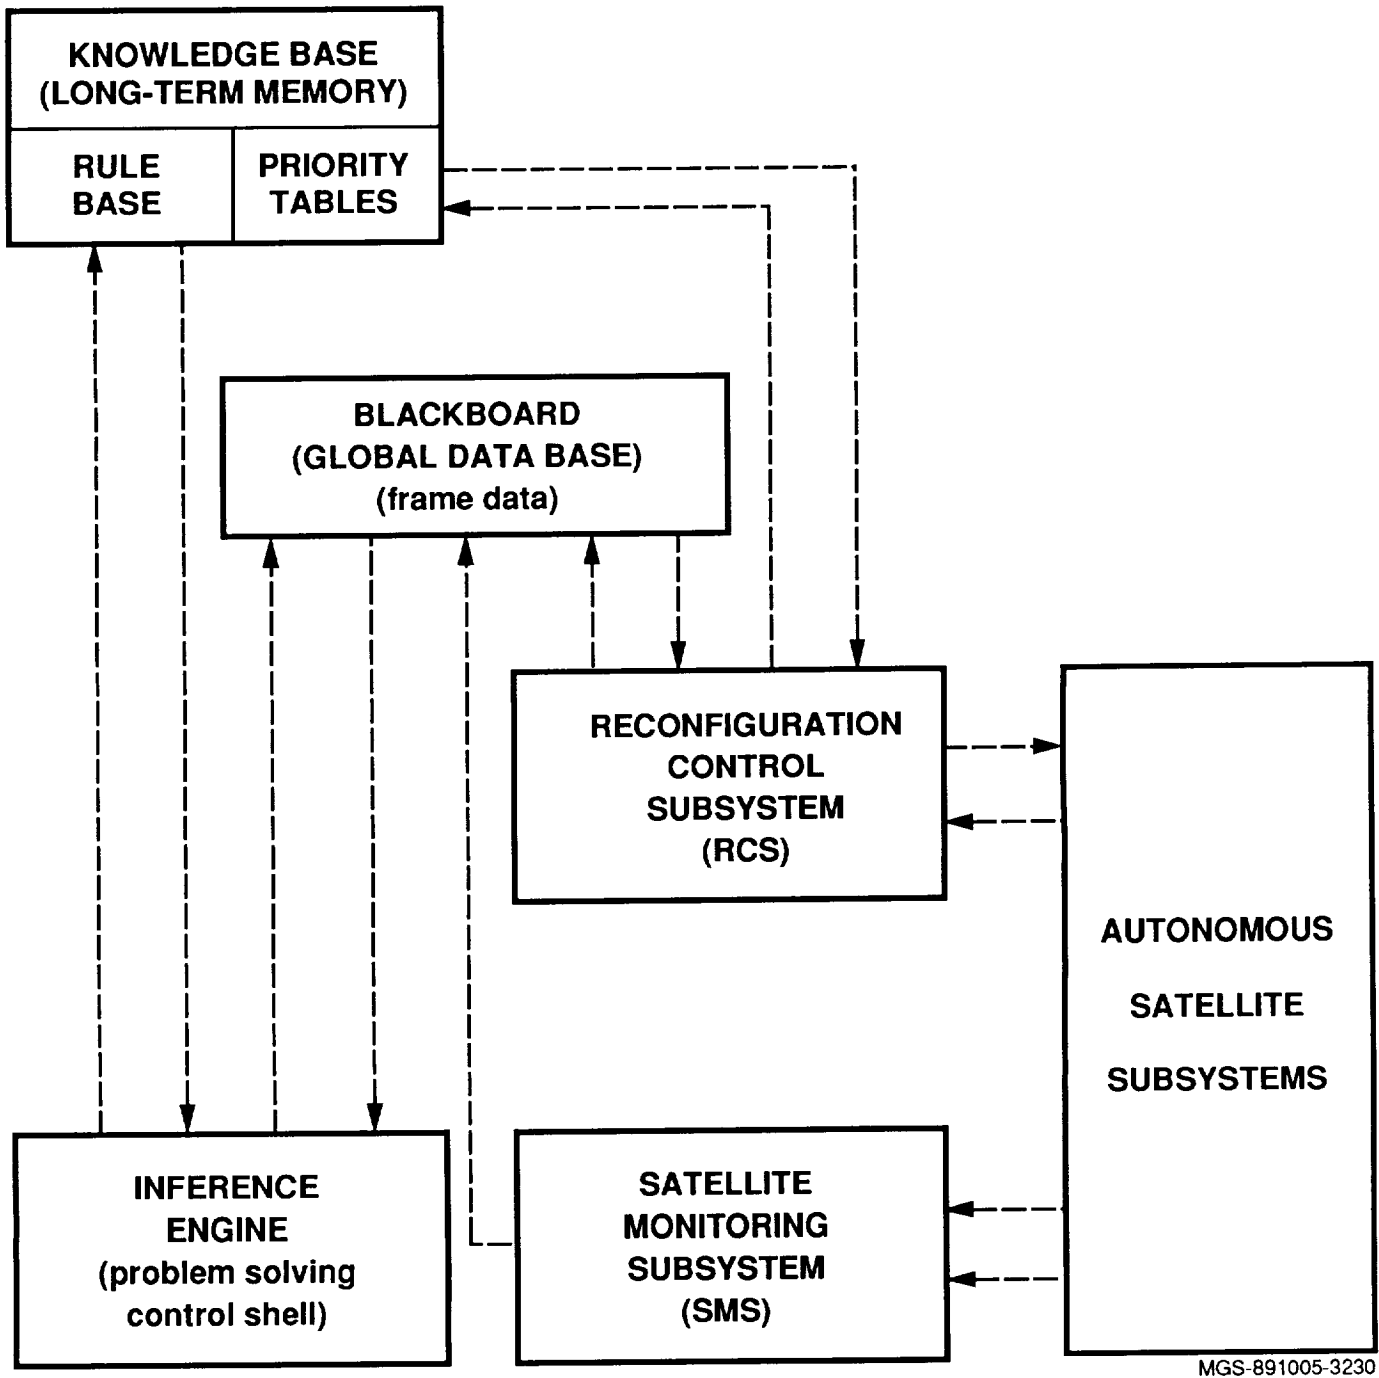 KNOWLEDGE BASE
(LONG-TERM MEMORY)
RULE
BASE
PRIORITY
TABLES
BLACKBOARD
(GLOBAL DATA BASE)
(frame data)
RECONFIGURATION
CONTROL
SUBSYSTEM
(RCS)
AUTONOMOUS
SATELLITE
SUBSYSTEMS
INFERENCE
ENGINE
(problem solving
control shell)
SATELLITE
MONITORING
SUBSYSTEM
(SMS)
MGS-891005-3230